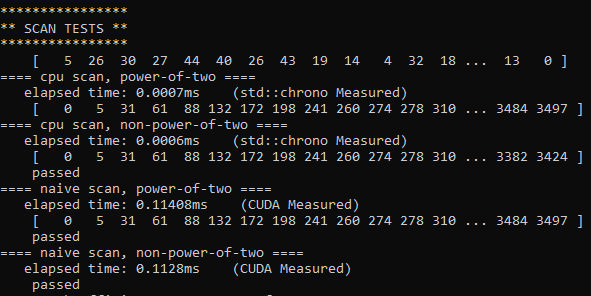 ****************
** SCAN TESTS **
****************
    [   5  26  30  27  44  40  26  43  19  14   4  32  18 ...  13   0 ]
==== cpu scan, power-of-two ====
   elapsed time: 0.0007ms    (std::chrono Measured)
    [   0   5  31  61  88 132 172 198 241 260 274 278 310 ... 3484 3497 ]
==== cpu scan, non-power-of-two ====
   elapsed time: 0.0006ms    (std::chrono Measured)
    [   0   5  31  61  88 132 172 198 241 260 274 278 310 ... 3382 3424 ]
    passed
==== naive scan, power-of-two ====
   elapsed time: 0.11408ms    (CUDA Measured)
    [   0   5  31  61  88 132 172 198 241 260 274 278 310 ... 3484 3497 ]
    passed
==== naive scan, non-power-of-two ====
   elapsed time: 0.1128ms    (CUDA Measured)
    passed